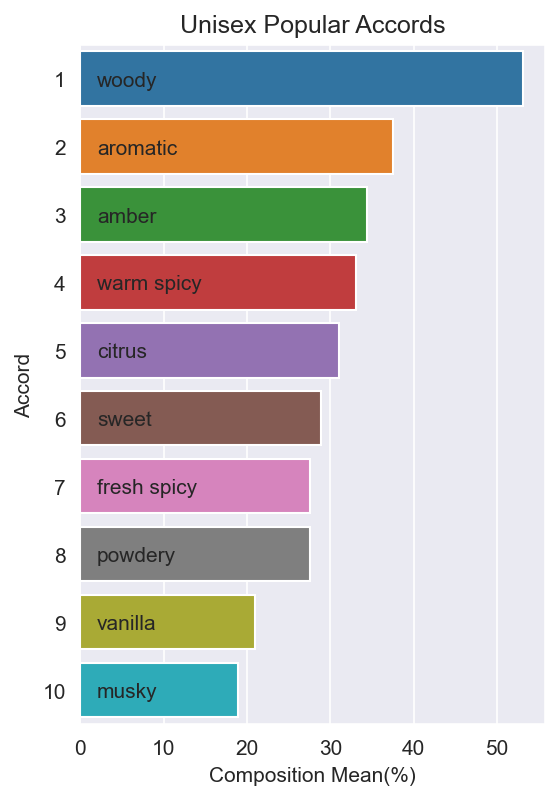 Unisex Popular Accords
1 woody
2 aromatic
3 amber
4 warm spicy
5 citrus
6 sweet
7 fresh spicy
8 powdery
9 vanilla
10 musky
Accord
0 10 20 30 40 50
Composition Mean(%)